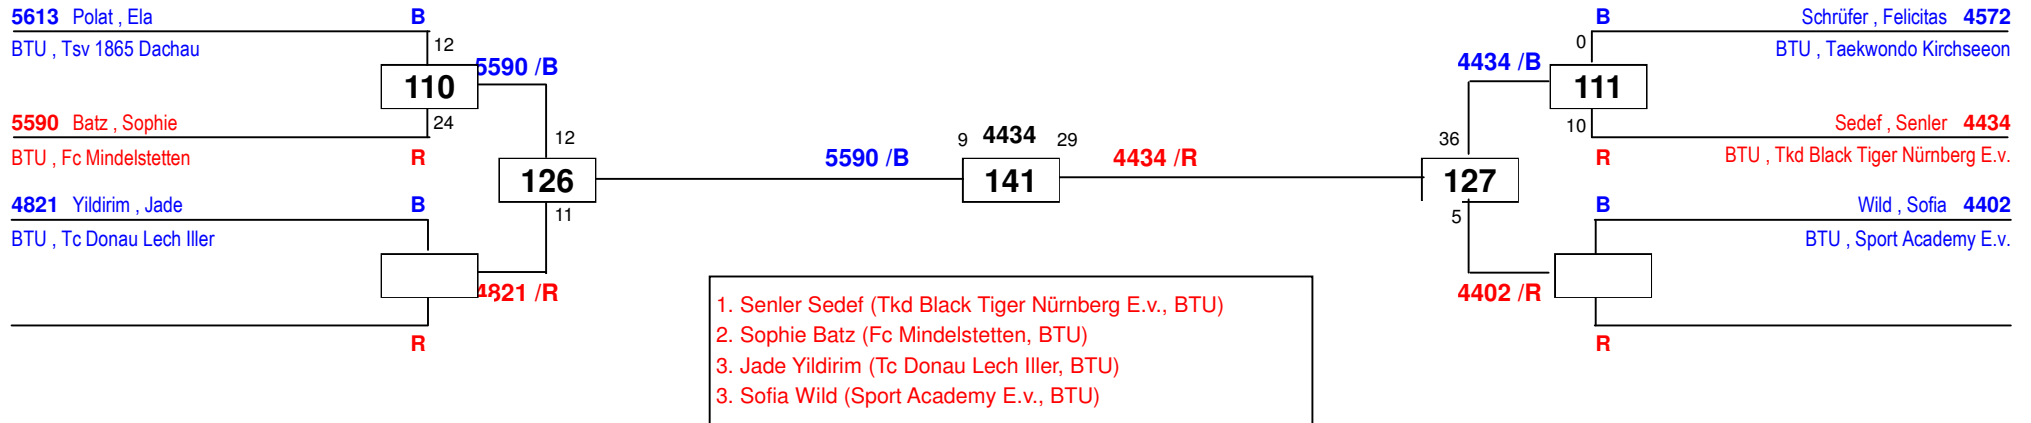 5613 Polat , Ela B
BTU , Tsv 1865 Dachau
12
110
5590 /B
5590 Batz , Sophie
24
BTU , Fc Mindelstetten R
12
126
11
4821 Yildirim , Jade B
BTU , Tc Donau Lech Iller
4821 /R
R
5590 /B
9 4434 29
141
4434 /R
B Schrüfer , Felicitas 4572
0
BTU , Taekwondo Kirchseeon
4434 /B
111
10
Sedef , Senler 4434
R BTU , Tkd Black Tiger Nürnberg E.v.
36
127
5
B Wild , Sofia 4402
BTU , Sport Academy E.v.
4402 /R
R
1. Senler Sedef (Tkd Black Tiger Nürnberg E.v., BTU)
2. Sophie Batz (Fc Mindelstetten, BTU)
3. Jade Yildirim (Tc Donau Lech Iller, BTU)
3. Sofia Wild (Sport Academy E.v., BTU)